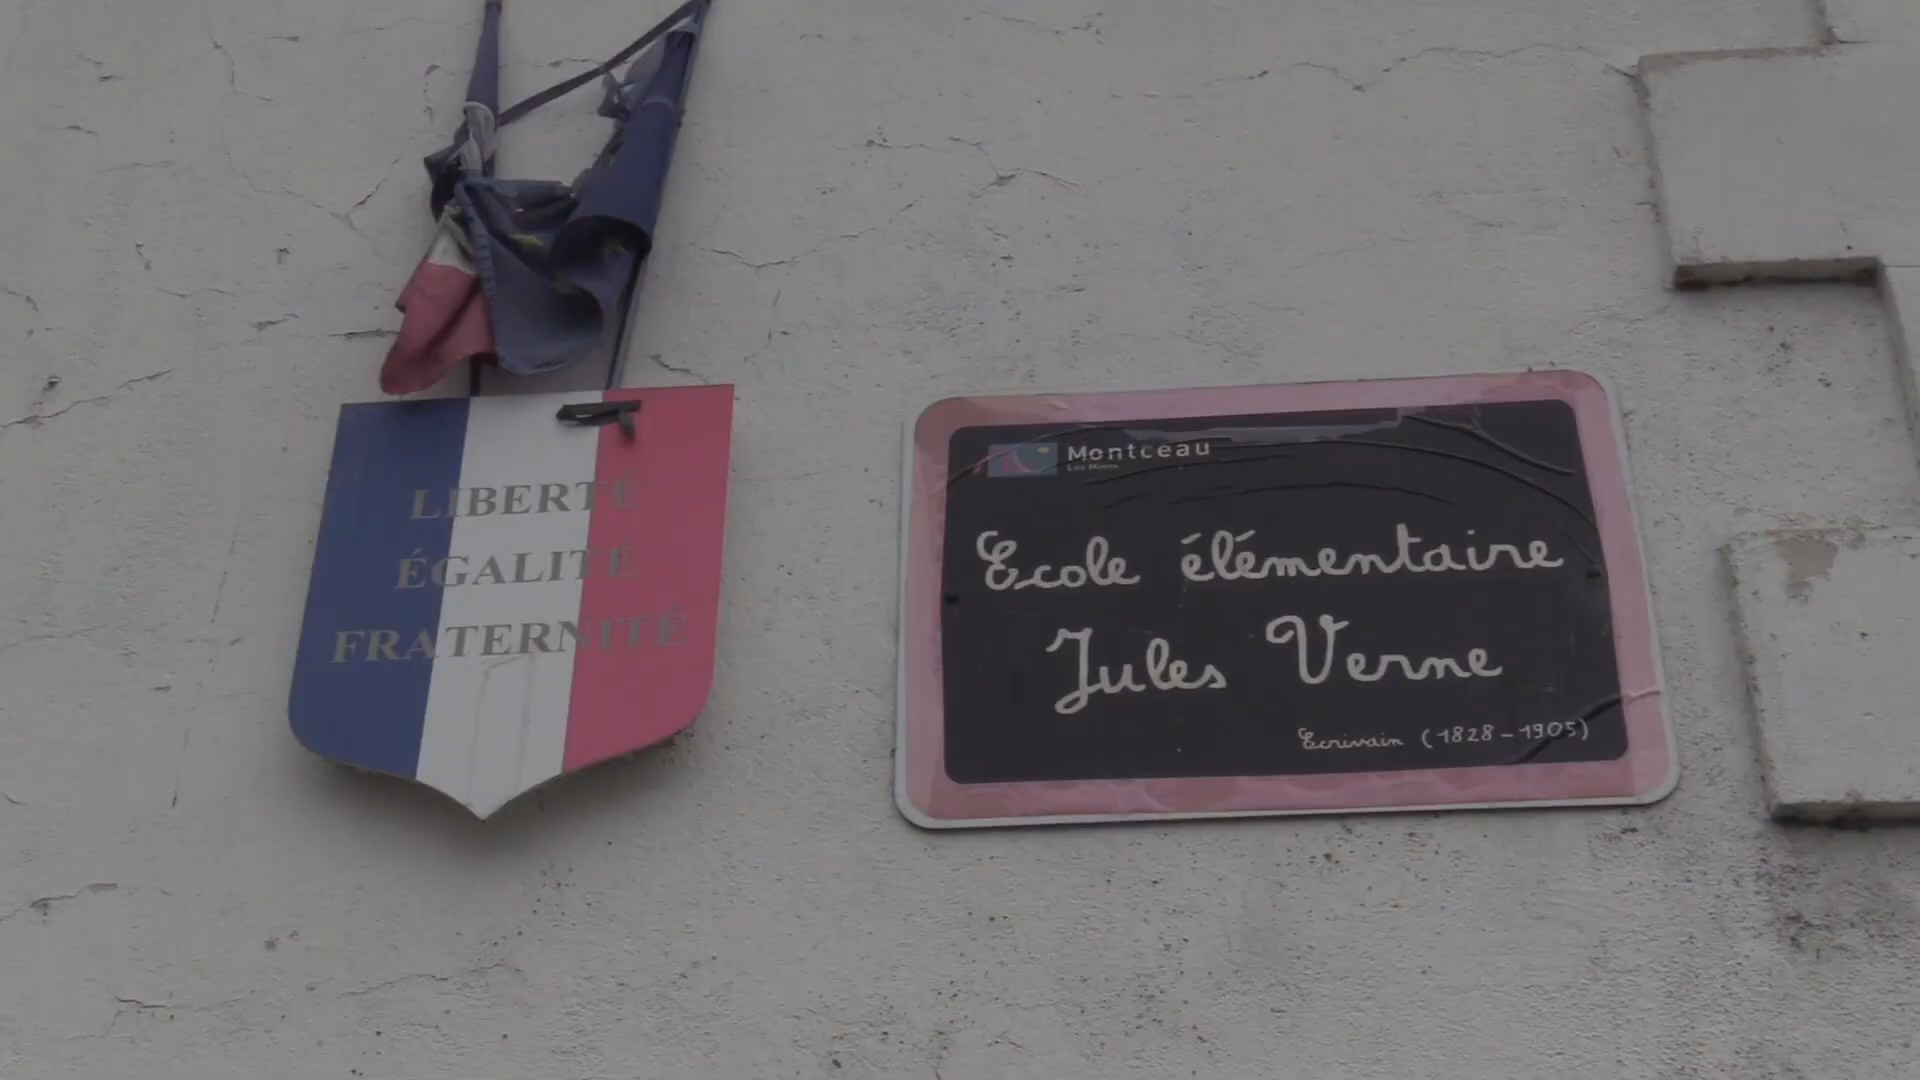 LIBERTÉ
ÉGALITÉ
FRATERNITÉ
Montceau
Les Mines
Ecole élémentaire
Jules Verne
Ecrivain (1828-1905)